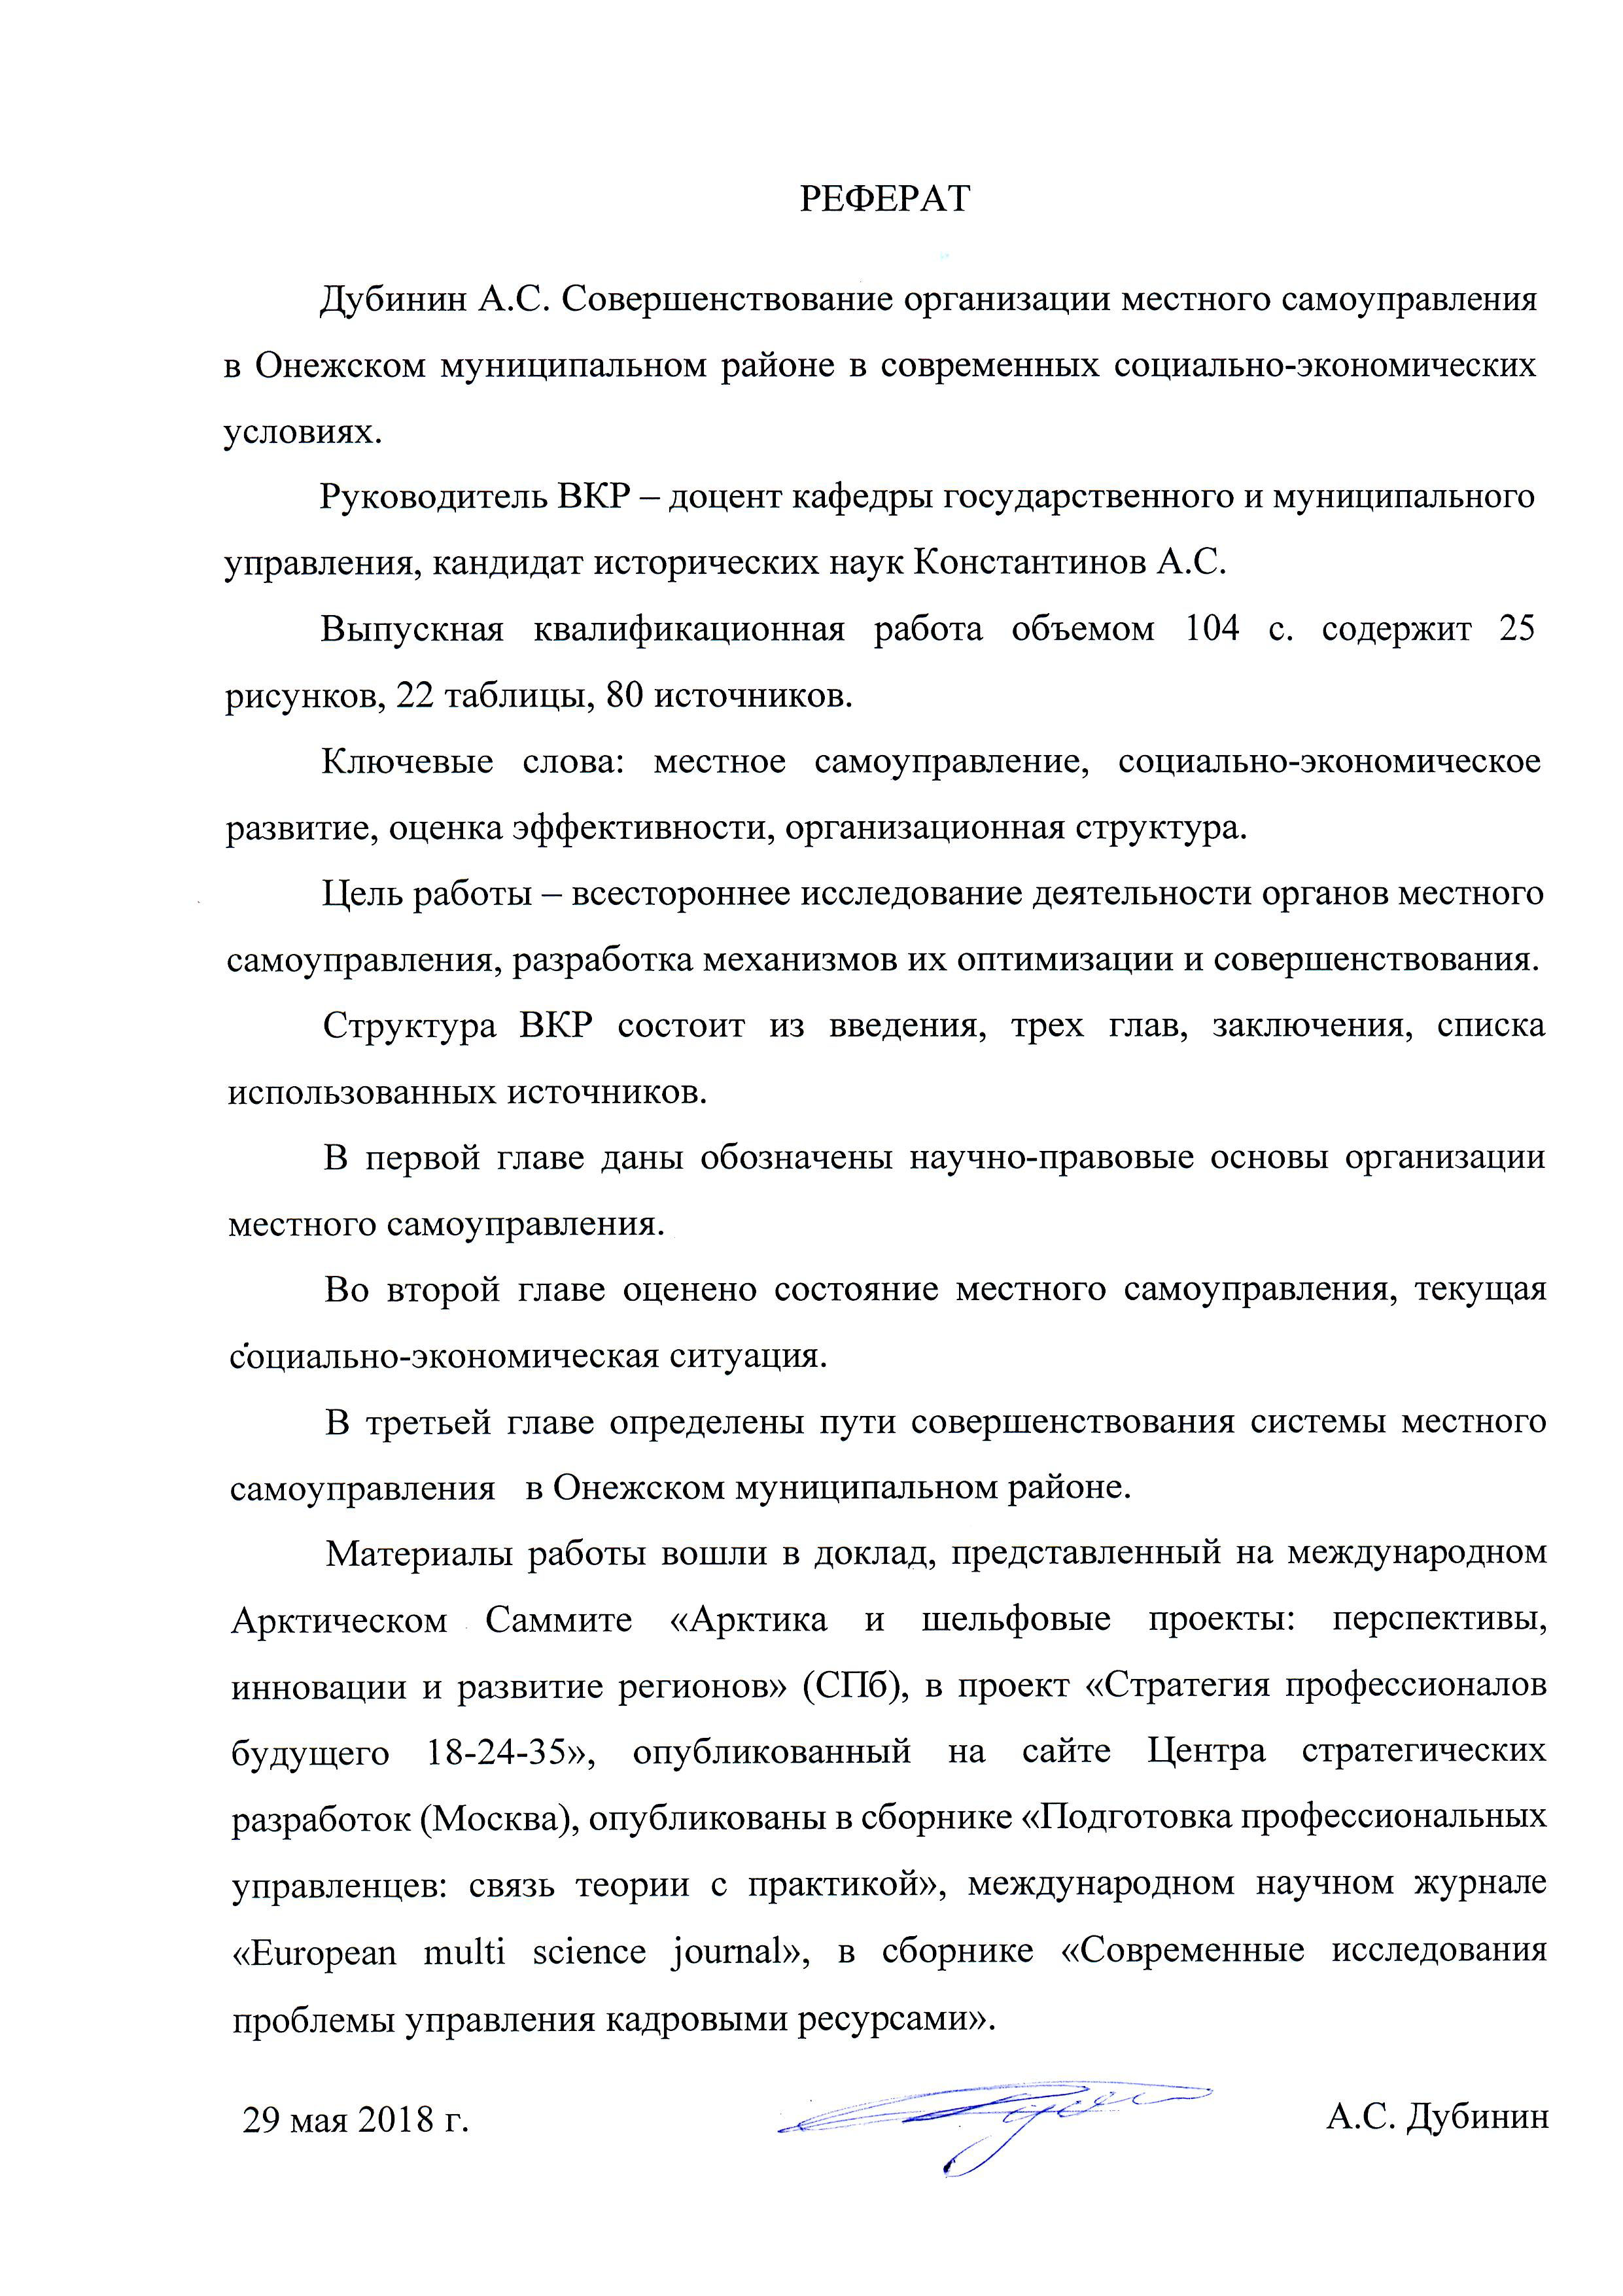 РЕФЕРАТ
Дубинин А.С. Совершенствование организации местного самоуправления
в Онежском муниципальном районе в современных социально-экономических
условиях.
Руководитель ВКР – доцент кафедры государственного и муниципального
управления, кандидат исторических наук Константинов А.С.
Выпускная квалификационная работа объемом 104 с. содержит 25
рисунков, 22 таблицы, 80 источников.
Ключевые слова: местное самоуправление, социально-экономическое
развитие, оценка эффективности, организационная структура.
Цель работы – всестороннее исследование деятельности органов местного
самоуправления, разработка механизмов их оптимизации и совершенствования.
Структура ВКР состоит из введения, трех глав, заключения, списка
использованных источников.
В первой главе даны обозначены научно-правовые основы организации
местного самоуправления.
Во второй главе оценено состояние местного самоуправления, текущая
социально-экономическая ситуация.
В третьей главе определены пути совершенствования системы местного
самоуправления в Онежском муниципальном районе.
Материалы работы вошли в доклад, представленный на международном
Арктическом Саммите «Арктика и шельфовые проекты: перспективы,
инновации и развитие регионов» (СПб), в проект «Стратегия профессионалов
будущего 18-24-35», опубликованный на сайте Центра стратегических
разработок (Москва), опубликованы в сборнике «Подготовка профессиональных
управленцев: связь теории с практикой», международном научном журнале
«European multi science journal», в сборнике «Современные исследования
проблемы управления кадровыми ресурсами».
29 мая 2018 г. А.С. Дубинин